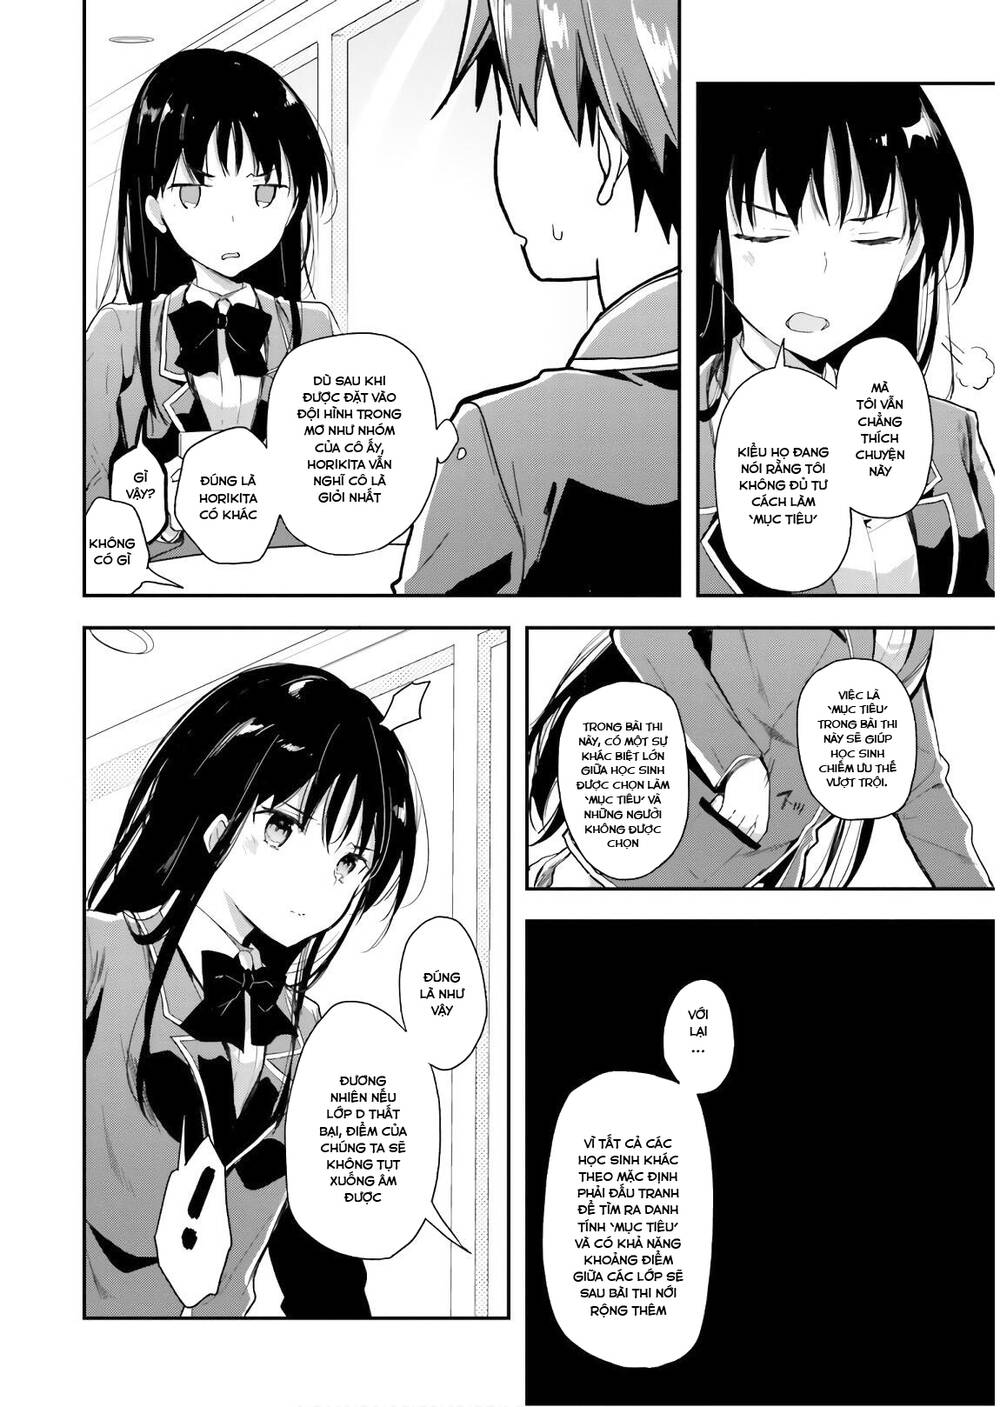 MÀ
TÔI VẪN
CHẲNG
THÍCH
CHUYỆN
NÀY
KIỂU HỌ ĐANG
NÓI RẰNG TÔI
KHÔNG ĐỦ TƯ
CÁCH LÀM
‘MỤC TIÊU’
DÙ SAU KHI
ĐƯỢC ĐẶT VÀO
ĐỘI HÌNH TRONG
MƠ NHƯ NHÓM
CỦA CÔ ẤY,
HORIKITA VẪN
NGHĨ CÔ LÀ
GIỎI NHẤT
ĐÚNG LÀ
HORIKITA
CÓ KHÁC
GÌ
VẬY?
KHÔNG
CÓ GÌ
VIỆC LÀ
‘MỤC TIÊU’
TRONG BÀI THI
NÀY SẼ GIÚP
HỌC SINH
CHIẾM ƯU THẾ
VƯỢT TRỘI.
TRONG BÀI THI
NÀY, CÓ MỘT SỰ
KHÁC BIỆT LỚN
GIỮA HỌC SINH
ĐƯỢC CHỌN LÀM
‘MỤC TIÊU’ VÀ
NHỮNG NGƯỜI
KHÔNG ĐƯỢC
CHỌN
VỚI
LẠI
...
VÌ TẤT CẢ CÁC
HỌC SINH KHÁC
THEO MẶC ĐỊNH
PHẢI ĐẤU TRANH
ĐỂ TÌM RA DANH
TÍNH ‘MỤC TIÊU’
VÀ CÓ KHẢ NĂNG
KHOẢNG ĐIỂM
GIỮA CÁC LỚP SẼ
SAU BÀI THI NỚI
RỘNG THÊM
ĐÚNG
LÀ NHƯ
VẬY
ĐƯƠNG
NHIÊN NẾU
LỚP D THẤT
BẠI, ĐIỂM CỦA
CHÚNG TA SẼ
KHÔNG TỤT
XUỐNG ÂM
ĐƯỢC
!